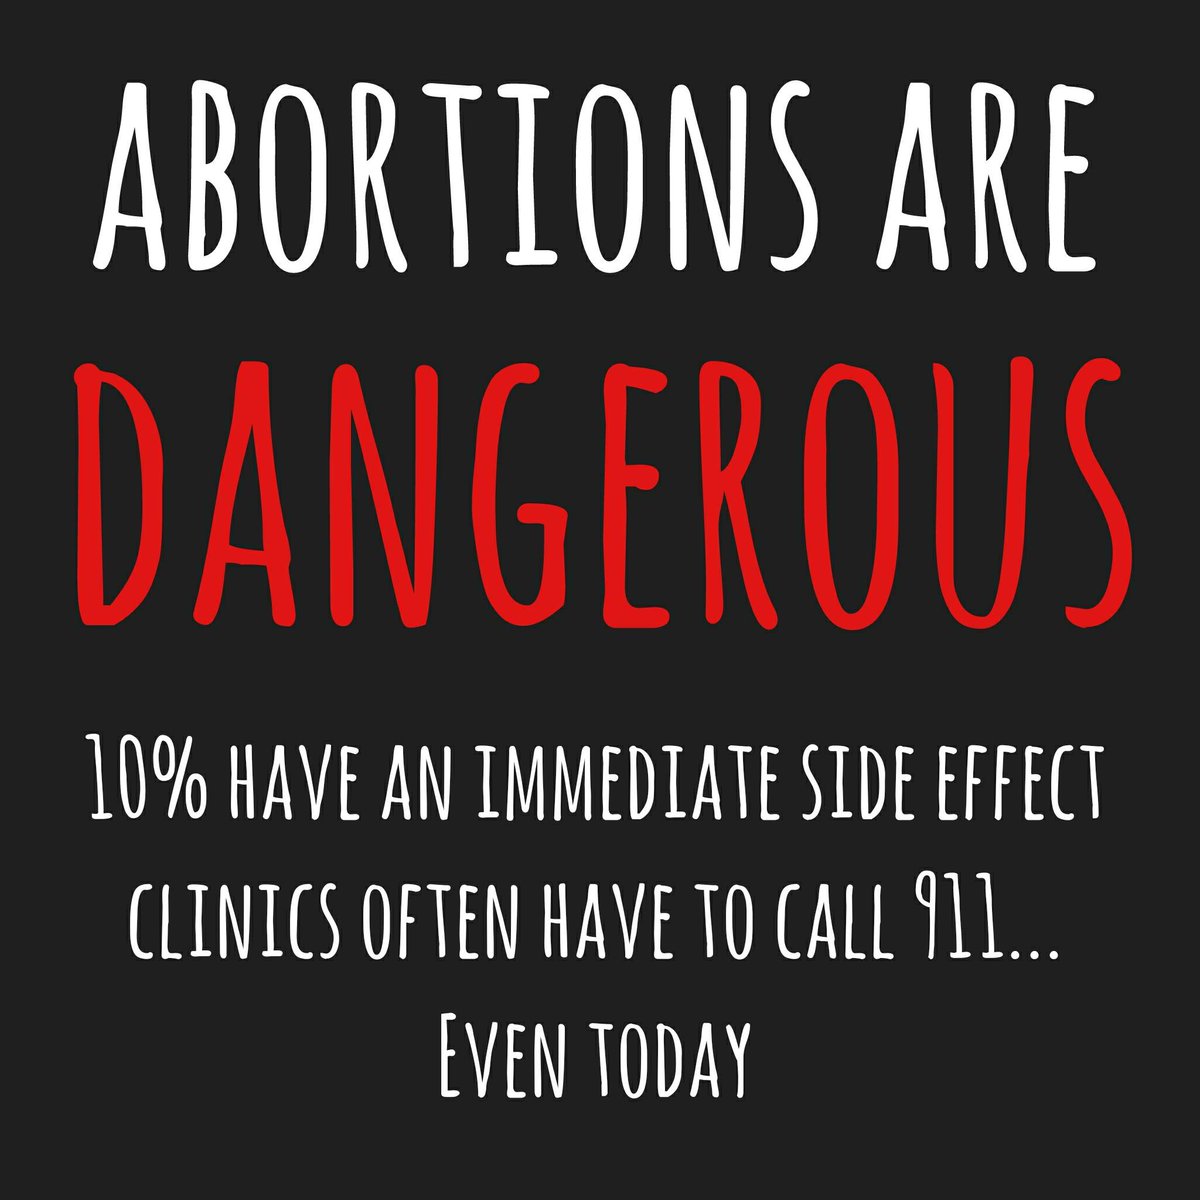 ABORTIONS ARE
DANGEROUS
10% HAVE AN IMMEDIATE SIDE EFFECT
CLINICS OFTEN HAVE TO CALL 911...
EVEN TODAY